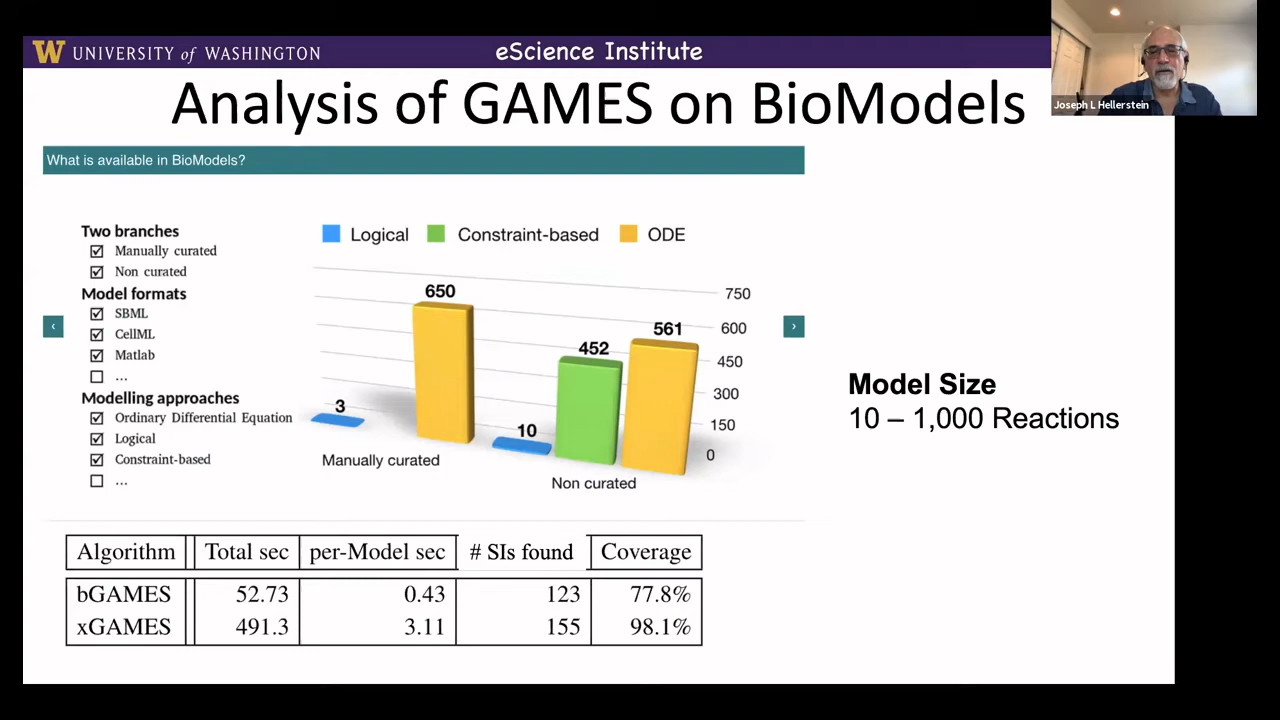 W UNIVERSITY of WASHINGTON
eScience Institute
Joseph L Hellerstein
Analysis of GAMES on BioModels
What is available in BioModels?
Two branches
Manually curated
Non curated
Model formats
SBML
CellML
Matlab
...
Modelling approaches
Ordinary Differential Equation
Logical
Constraint-based
...
Logical Constraint-based ODE
750
600
450
300
150
0
3
650
10
452
561
Manually curated
Non curated
Model Size
10 – 1,000 Reactions
Algorithm Total sec per-Model sec # SIs found Coverage
bGAMES 52.73 0.43 123 77.8%
xGAMES 491.3 3.11 155 98.1%